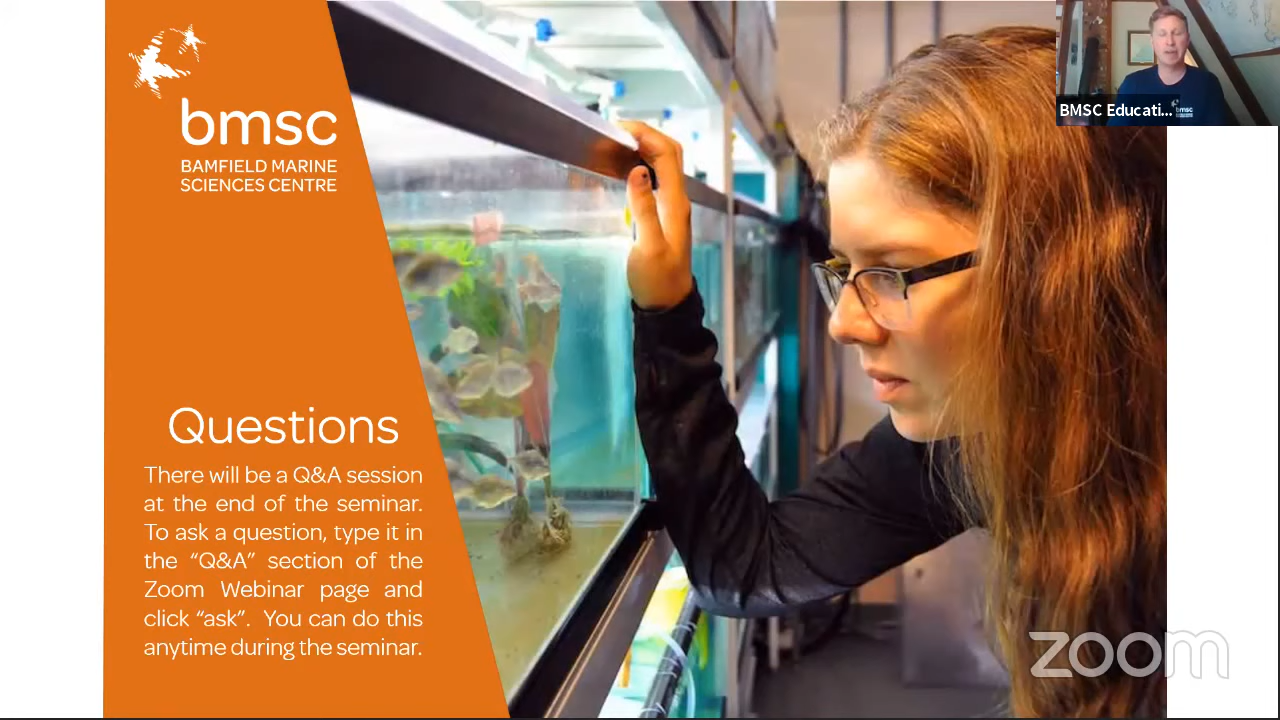 bmsc
BAMFIELD MARINE
SCIENCES CENTRE
BMSC Educati...
bmsc
Questions
There will be a Q&A session
at the end of the seminar.
To ask a question, type it in
the “Q&A” section of the
Zoom Webinar page and
click “ask”. You can do this
anytime during the seminar.
zoom